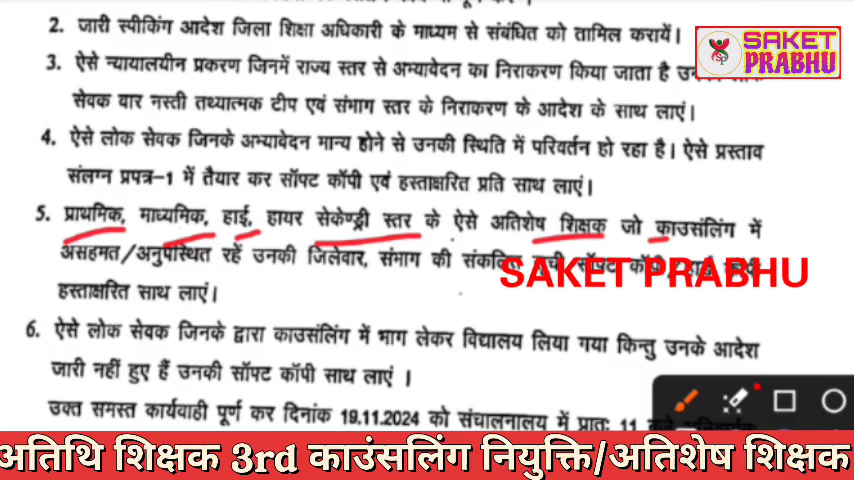 2. जारी स्पीकिंग आदेश जिला शिक्षा अधिकारी के माध्यम से संबंधित को तामिल करायें।
SAKET
PRABHU
3. ऐसे न्यायालयीन प्रकरण जिनमें राज्य स्तर से अभ्यावेदन का निराकरण किया जाता है
सेवक वार नस्ती तथ्यात्मक टीप एवं संभाग स्तर के निराकरण के आदेश के साथ लाएं।
4. ऐसे लोक सेवक जिनके अभ्यावेदन मान्य होने से उनकी स्थिति में परिवर्तन हो रहा है। ऐसे प्रस्ताव
संलग्न प्रपत्र-1 में तैयार कर सॉफ्ट कॉपी एवं हस्ताक्षरित प्रति साथ लाएं।
5. प्राथमिक, माध्यमिक, हाई, हायर सेकेण्ड्री स्तर के ऐसे अतिशेष शिक्षक जो काउसंलिंग में
असहमत/अनुपस्थित रहें उनकी जिलेवार, संभाग की संकलित
SAKET PRABHU
हस्ताक्षरित साथ लाएं।
6. ऐसे लोक सेवक जिनके द्वारा काउसंलिंग में भाग लेकर विद्यालय लिया गया किन्तु उनके आदेश
जारी नहीं हुए हैं उनकी सॉफ्ट कॉपी साथ लाएं ।
उक्त समस्त कार्यवाही पूर्ण कर दिनांक 19.11.2024 को संचालनालय में प्रातः 11 बजे
अतिथि शिक्षक 3rd काउंसलिंग नियुक्ति/अतिशेष शिक्षक